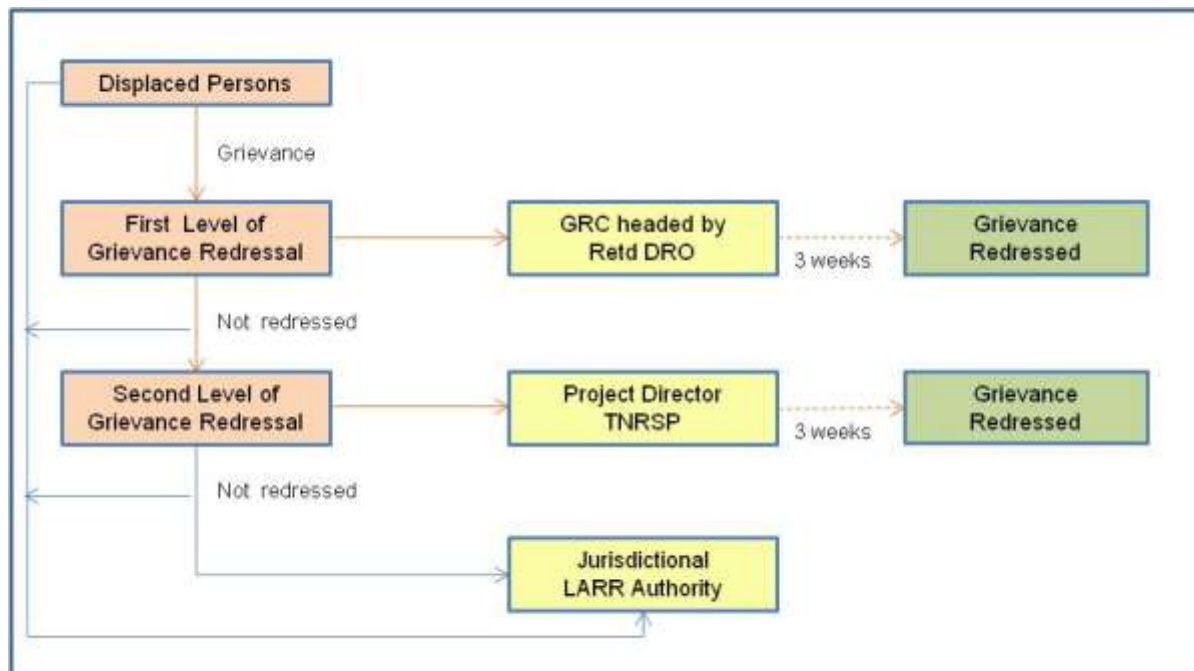 Displaced Persons
Grievance
First Level of
Grievance Redressal
GRC headed by
Retd DRO
3 weeks
Grievance
Redressed
Not redressed
Second Level of
Grievance Redressal
Project Director
TNRSP
3 weeks
Grievance
Redressed
Not redressed
Jurisdictional
LARR Authority